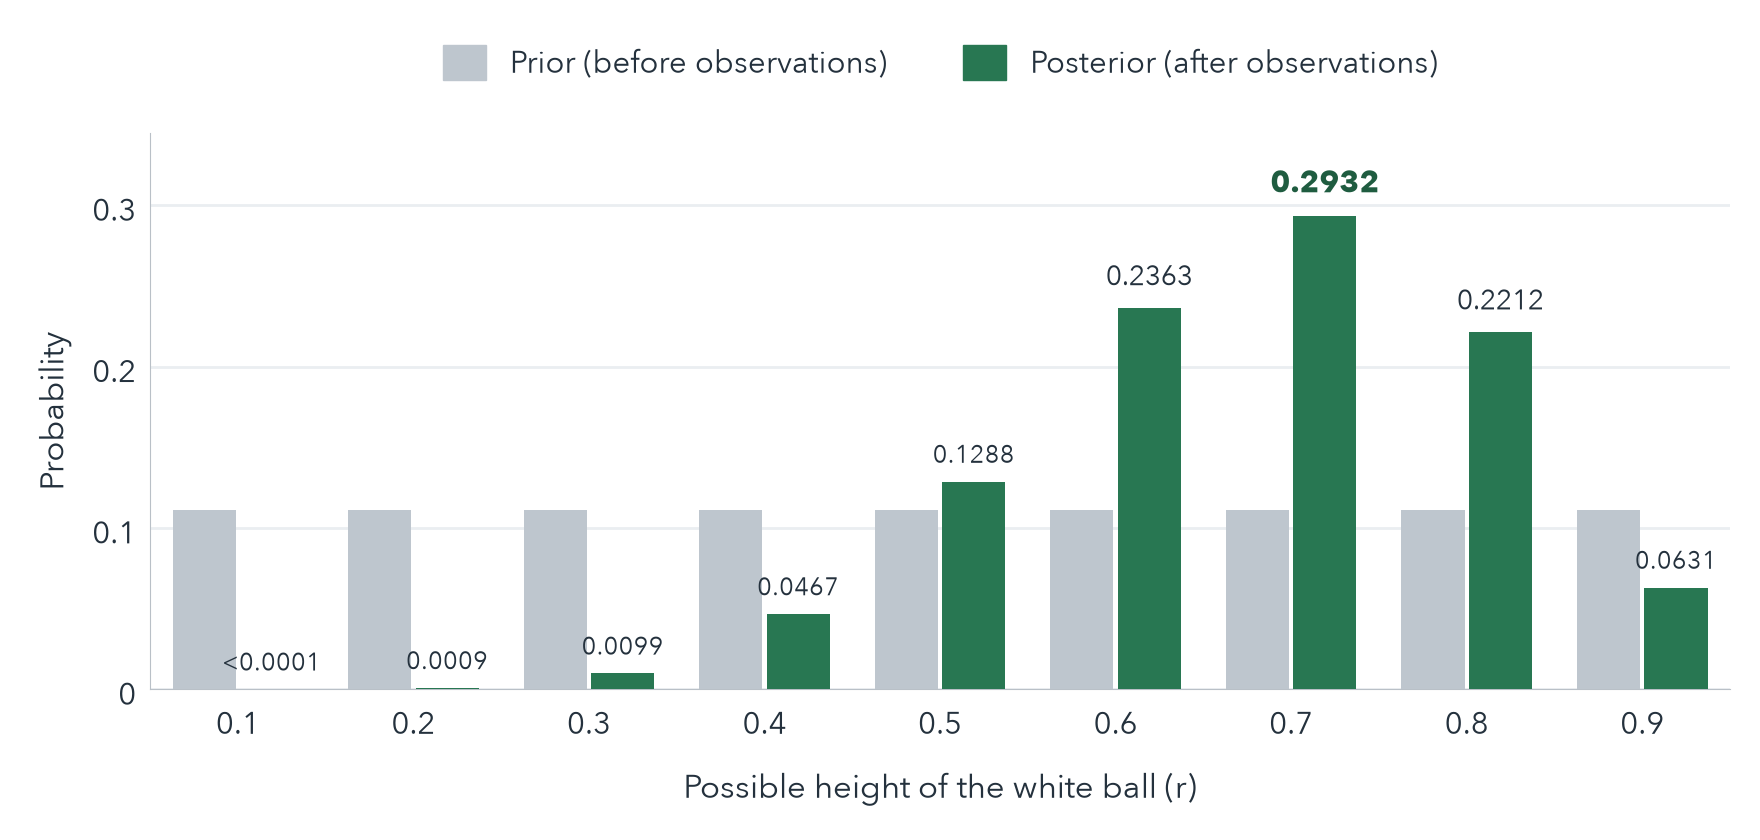 Prior (before observations)
Posterior (after observations)
0.2932
0.3
0.2363
0.2212
0.2
0.1288
0.1
0.0631
0.0467
0.0099
0.0009
<0.0001
0
Probability
0.1 0.2 0.3 0.4 0.5 0.6 0.7 0.8 0.9
Possible height of the white ball (r)